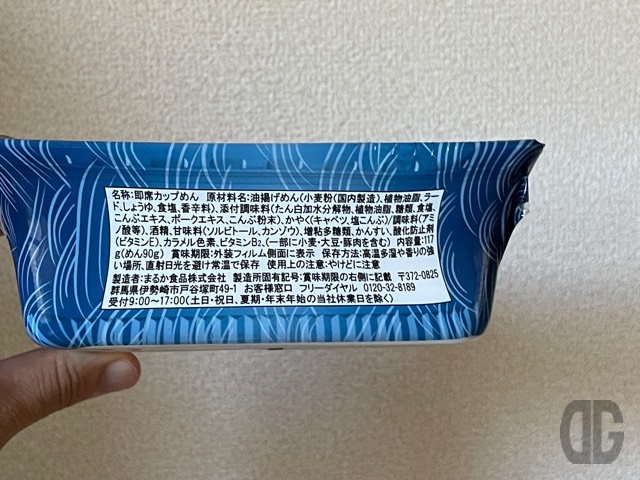 名称:即席カップめん 原材料名:油揚げめん(小麦粉(国内製造)、植物油脂、ラー
ド、しょうゆ、食塩、香辛料)、添付調味料(たん白加水分解物、植物油脂、糖類、食塩、
こんぶエキス、ポークエキス、こんぶ粉末)、かやく((キャベツ、塩こんぶ)/調味料(アミ
ノ酸等)、酒精、甘味料(ソルビトール、カンゾウ)、増粘多糖類、かんすい、酸化防止剤
(ビタミンE)、カラメル色素、ビタミンB2、(一部に小麦・大豆・豚肉を含む) 内容量:117
g(めん90g) 賞味期限:外装フィルム側面に表示 保存方法:高温多湿や香りの強
い場所、直射日光を避け常温で保存 使用上の注意:やけどに注意
製造者:まるか食品株式会社 製造所固有記号:賞味期限の右側に記載 〒372-0825
群馬県伊勢崎市戸谷塚町49-1 お客様窓口 フリーダイヤル 0120-32-8189
受付9:00〜17:00(土日・祝日、夏期・年末年始の当社休業日を除く)
DG